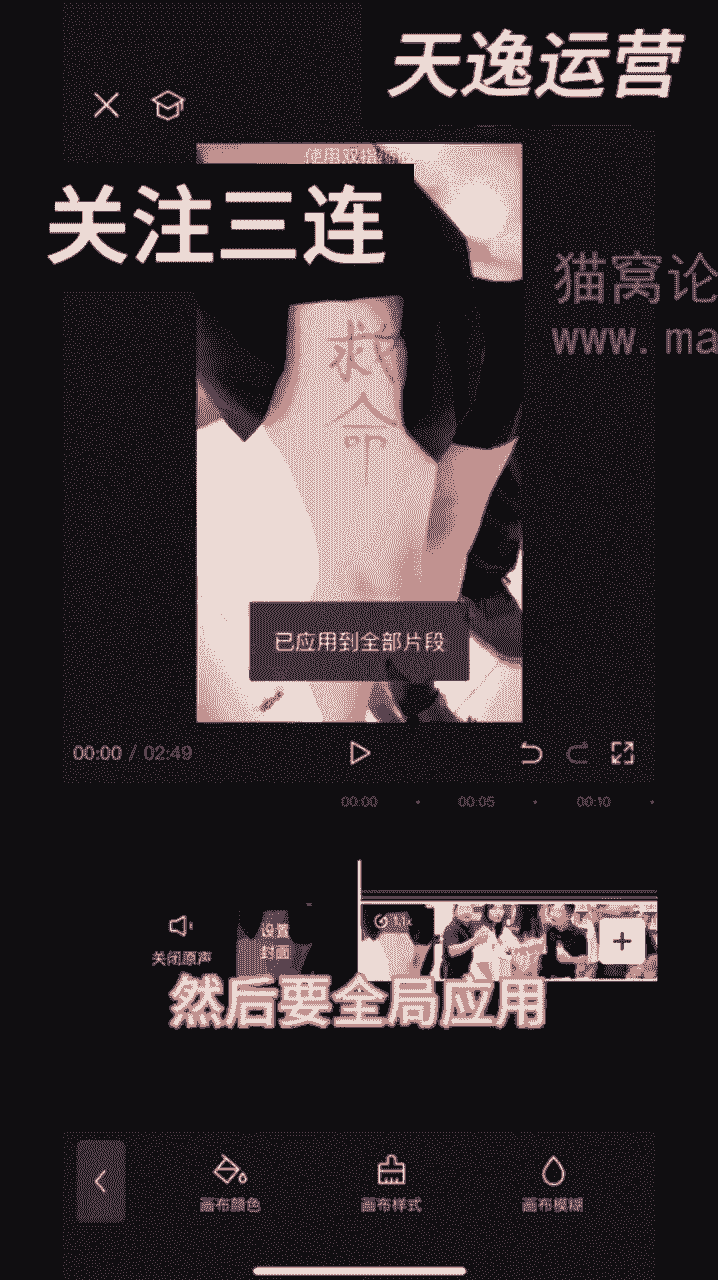 天逸运营
使用双指
关注三连
猫窝论
www. ma
救
命
已应用到全部片段
00:00 / 02:49
00:00
00:05
00:10
关闭原声
设置
封面
然后要全局应用
画布颜色
画布样式
画布模糊